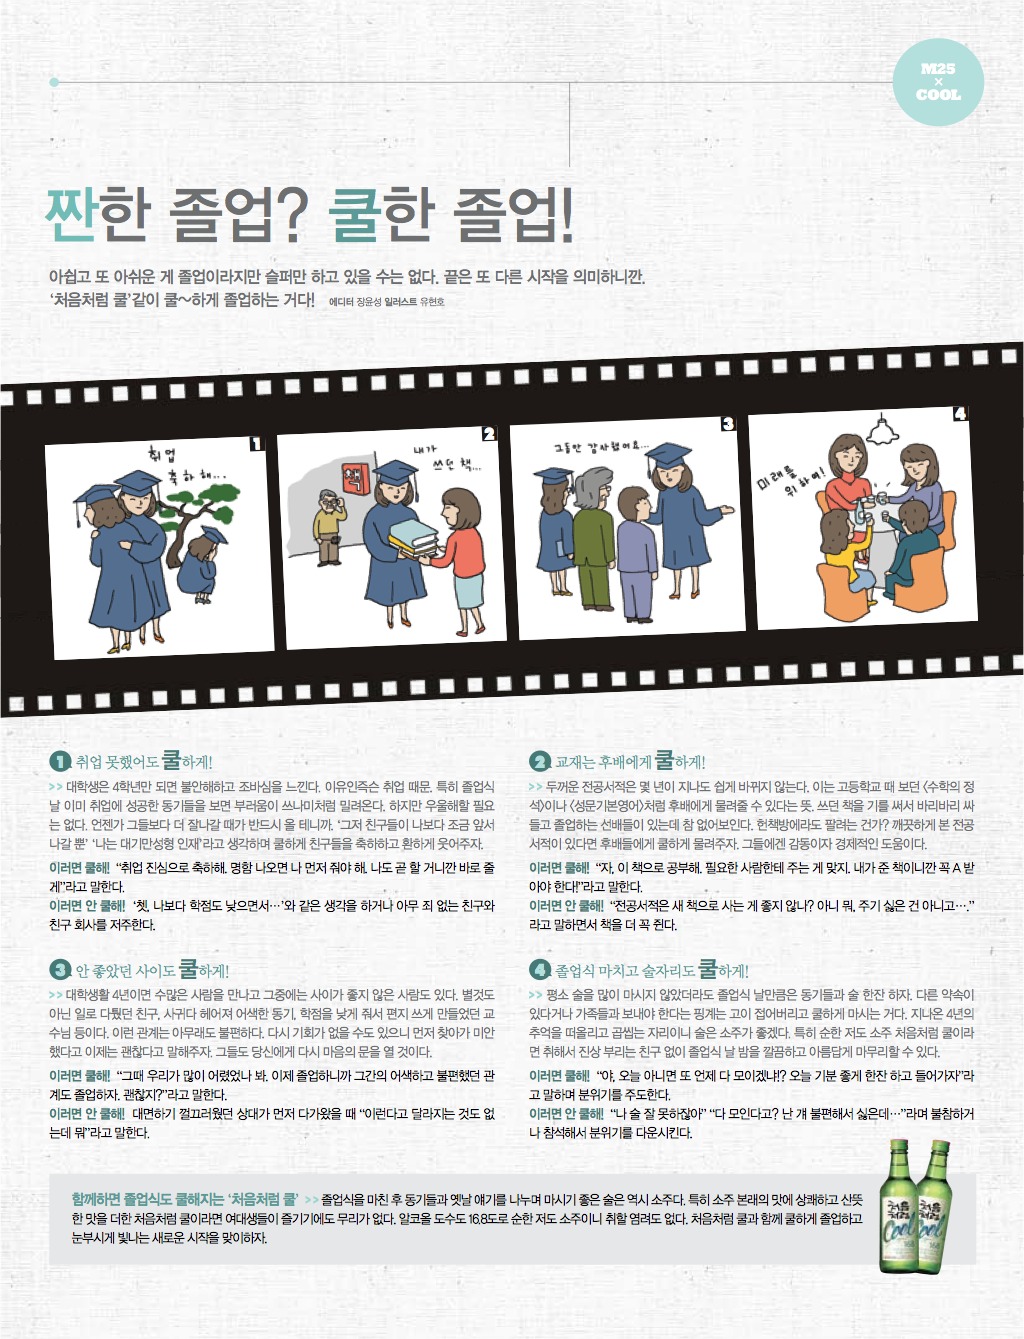 M25
×
COOL
짠한 졸업? 쿨한 졸업!
아쉽고 또 아쉬운 게 졸업이라지만 슬퍼만 하고 있을 수는 없다. 끝은 또 다른 시작을 의미하니깐.
‘처음처럼 쿨’같이 쿨~하게 졸업하는 거다! 에디터 장윤성 일러스트 유현호
1
취업
축하해...
2
내가
쓰던 책...
책
3
그동안 감사했어요...
4
미래를
위하여!
1 취업 못했어도 쿨하게!
>> 대학생은 4학년만 되면 불안해하고 조바심을 느낀다. 이유인즉슨 취업 때문. 특히 졸업식
날 이미 취업에 성공한 동기들을 보면 부러움이 쓰나미처럼 밀려온다. 하지만 우울해할 필요
는 없다. 언젠가 그들보다 더 잘나갈 때가 반드시 올 테니까. ‘그저 친구들이 나보다 조금 앞서
나갈 뿐’ ‘나는 대기만성형 인재’라고 생각하며 쿨하게 친구들을 축하하고 환하게 웃어주자.
이러면 쿨해! “취업 진심으로 축하해. 명함 나오면 나 먼저 줘야 해. 나도 곧 할 거니깐 바로 줄
게”라고 말한다.
이러면 안 쿨해! ‘쳇, 나보다 학점도 낮으면서…’와 같은 생각을 하거나 아무 죄 없는 친구와
친구 회사를 저주한다.
2 교재는 후배에게 쿨하게!
>> 두꺼운 전공서적은 몇 년이 지나도 쉽게 바뀌지 않는다. 이는 고등학교 때 보던 〈수학의 정
석〉이나 〈성문기본영어〉처럼 후배에게 물려줄 수 있다는 뜻. 쓰던 책을 기를 써서 바리바리 싸
들고 졸업하는 선배들이 있는데 참 없어보인다. 헌책방에라도 팔려는 건가? 깨끗하게 본 전공
서적이 있다면 후배들에게 쿨하게 물려주자. 그들에겐 감동이자 경제적인 도움이다.
이러면 쿨해! “자, 이 책으로 공부해. 필요한 사람한테 주는 게 맞지. 내가 준 책이니깐 꼭 A 받
아야 한다!”라고 말한다.
이러면 안 쿨해! “전공서적은 새 책으로 사는 게 좋지 않나? 아니 뭐, 주기 싫은 건 아니고….”
라고 말하면서 책을 더 꼭 쥔다.
3 안 좋았던 사이도 쿨하게!
>> 대학생활 4년이면 수많은 사람을 만나고 그중에는 사이가 좋지 않은 사람도 있다. 별것도
아닌 일로 다퉜던 친구, 사귀다 헤어져 어색한 동기, 학점을 낮게 줘서 편지 쓰게 만들었던 교
수님 등이다. 이런 관계는 아무래도 불편하다. 다시 기회가 없을 수도 있으니 먼저 찾아가 미안
했다고 이제는 괜찮다고 말해주자. 그들도 당신에게 다시 마음의 문을 열 것이다.
이러면 쿨해! “그때 우리가 많이 어렸었나 봐. 이제 졸업하니까 그간의 어색하고 불편했던 관
계도 졸업하자. 괜찮지?”라고 말한다.
이러면 안 쿨해! 대면하기 껄끄러웠던 상대가 먼저 다가왔을 때 “이런다고 달라지는 것도 없
는데 뭐”라고 말한다.
4 졸업식 마치고 술자리도 쿨하게!
>> 평소 술을 많이 마시지 않았더라도 졸업식 날만큼은 동기들과 술 한잔 하자. 다른 약속이
있다거나 가족들과 보내야 한다는 핑계는 고이 접어버리고 쿨하게 마시는 거다. 지나온 4년의
추억을 떠올리고 곱씹는 자리이니 술은 소주가 좋겠다. 특히 순한 저도 소주 처음처럼 쿨이라
면 취해서 진상 부리는 친구 없이 졸업식 날 밤을 깔끔하고 아름답게 마무리할 수 있다.
이러면 쿨해! “야, 오늘 아니면 또 언제 다 모이겠냐!? 오늘 기분 좋게 한잔 하고 들어가자”라
고 말하며 분위기를 주도한다.
이러면 안 쿨해! “나 술 잘 못하잖아” “다 모인다고? 난 걔 불편해서 싫은데…”라며 불참하거
나 참석해서 분위기를 다운시킨다.
함께하면 졸업식도 쿨해지는 ‘처음처럼 쿨’ >> 졸업식을 마친 후 동기들과 옛날 얘기를 나누며 마시기 좋은 술은 역시 소주다. 특히 소주 본래의 맛에 상쾌하고 산뜻
한 맛을 더한 처음처럼 쿨이라면 여대생들이 즐기기에도 무리가 없다. 알코올 도수도 16.8도로 순한 저도 소주이니 취할 염려도 없다. 처음처럼 쿨과 함께 쿨하게 졸업하고
눈부시게 빛나는 새로운 시작을 맞이하자.
처음
처럼
Cool
처음
처럼
Cool